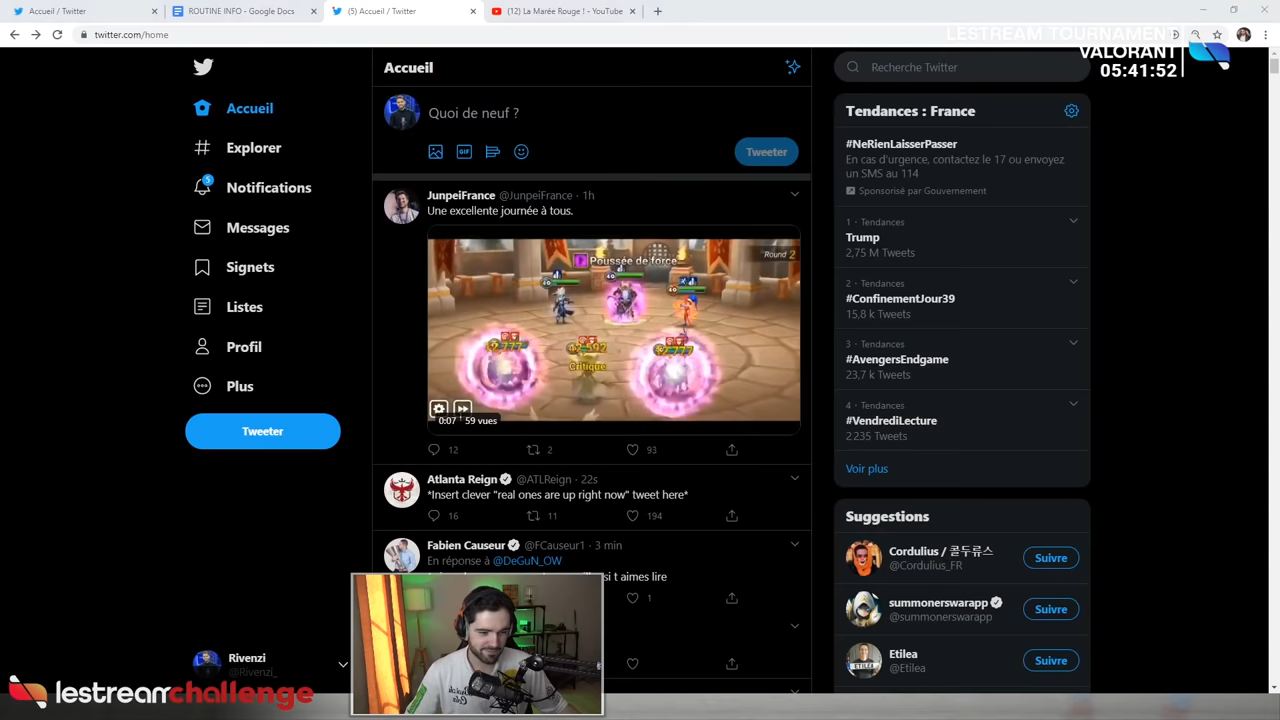 Accueil / Twitter
ROUTINE INFO - Google Docs
(5) Accueil / Twitter
(12) La Marée Rouge ! - YouTube
twitter.com/home
LESTREAM TOURNAMENT
VALORANT
05:41:52
Accueil
Explorer
5
Notifications
Messages
Signets
Listes
Profil
Plus
Tweeter
Rivenzi
@Rivenzi_
lestreamchallenge
Accueil
Quoi de neuf ?
GIF
Tweeter
JunpeiFrance @JunpeiFrance · 1h
Une excellente journée à tous.
Poussée de force
Round 2
Critique
0:07 59 vues
12 2 93
Atlanta Reign @ATLReign · 22s
*Insert clever "real ones are up right now" tweet here*
16 11 194
Fabien Causeur @FCauseur1 · 3 min
En réponse à @DeGuN_OW
si t aimes lire
1
Recherche Twitter
Tendances : France
#NeRienLaisserPasser
En cas d'urgence, contactez le 17 ou envoyez
un SMS au 114
Sponsorisé par Gouvernement
1 · Tendances
Trump
2,75 M Tweets
2 · Tendances
#ConfinementJour39
15,8 k Tweets
3 · Tendances
#AvengersEndgame
23,7 k Tweets
4 · Tendances
#VendrediLecture
2 235 Tweets
Voir plus
Suggestions
Cordulius / 콜두류스
@Cordulius_FR
Suivre
summonerswarapp
@summonerswarapp
Suivre
Etilea
@Etilea
Suivre